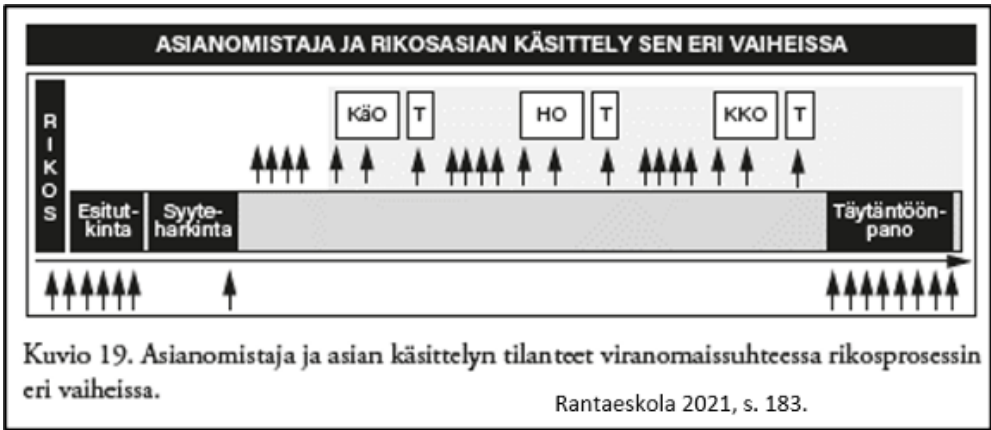 ASIANOMISTAJA JA RIKOSASIAN KÄSITTELY SEN ERI VAIHEISSA
RIKOS
KäO T HO T KKO T
Esitut-
kinta
Syyte-
harkinta
Täytäntöön-
pano
Kuvio 19. Asianomistaja ja asian käsittelyn tilanteet viranomaissuhteessa rikosprosessin
eri vaiheissa.
Rantaeskola 2021, s. 183.